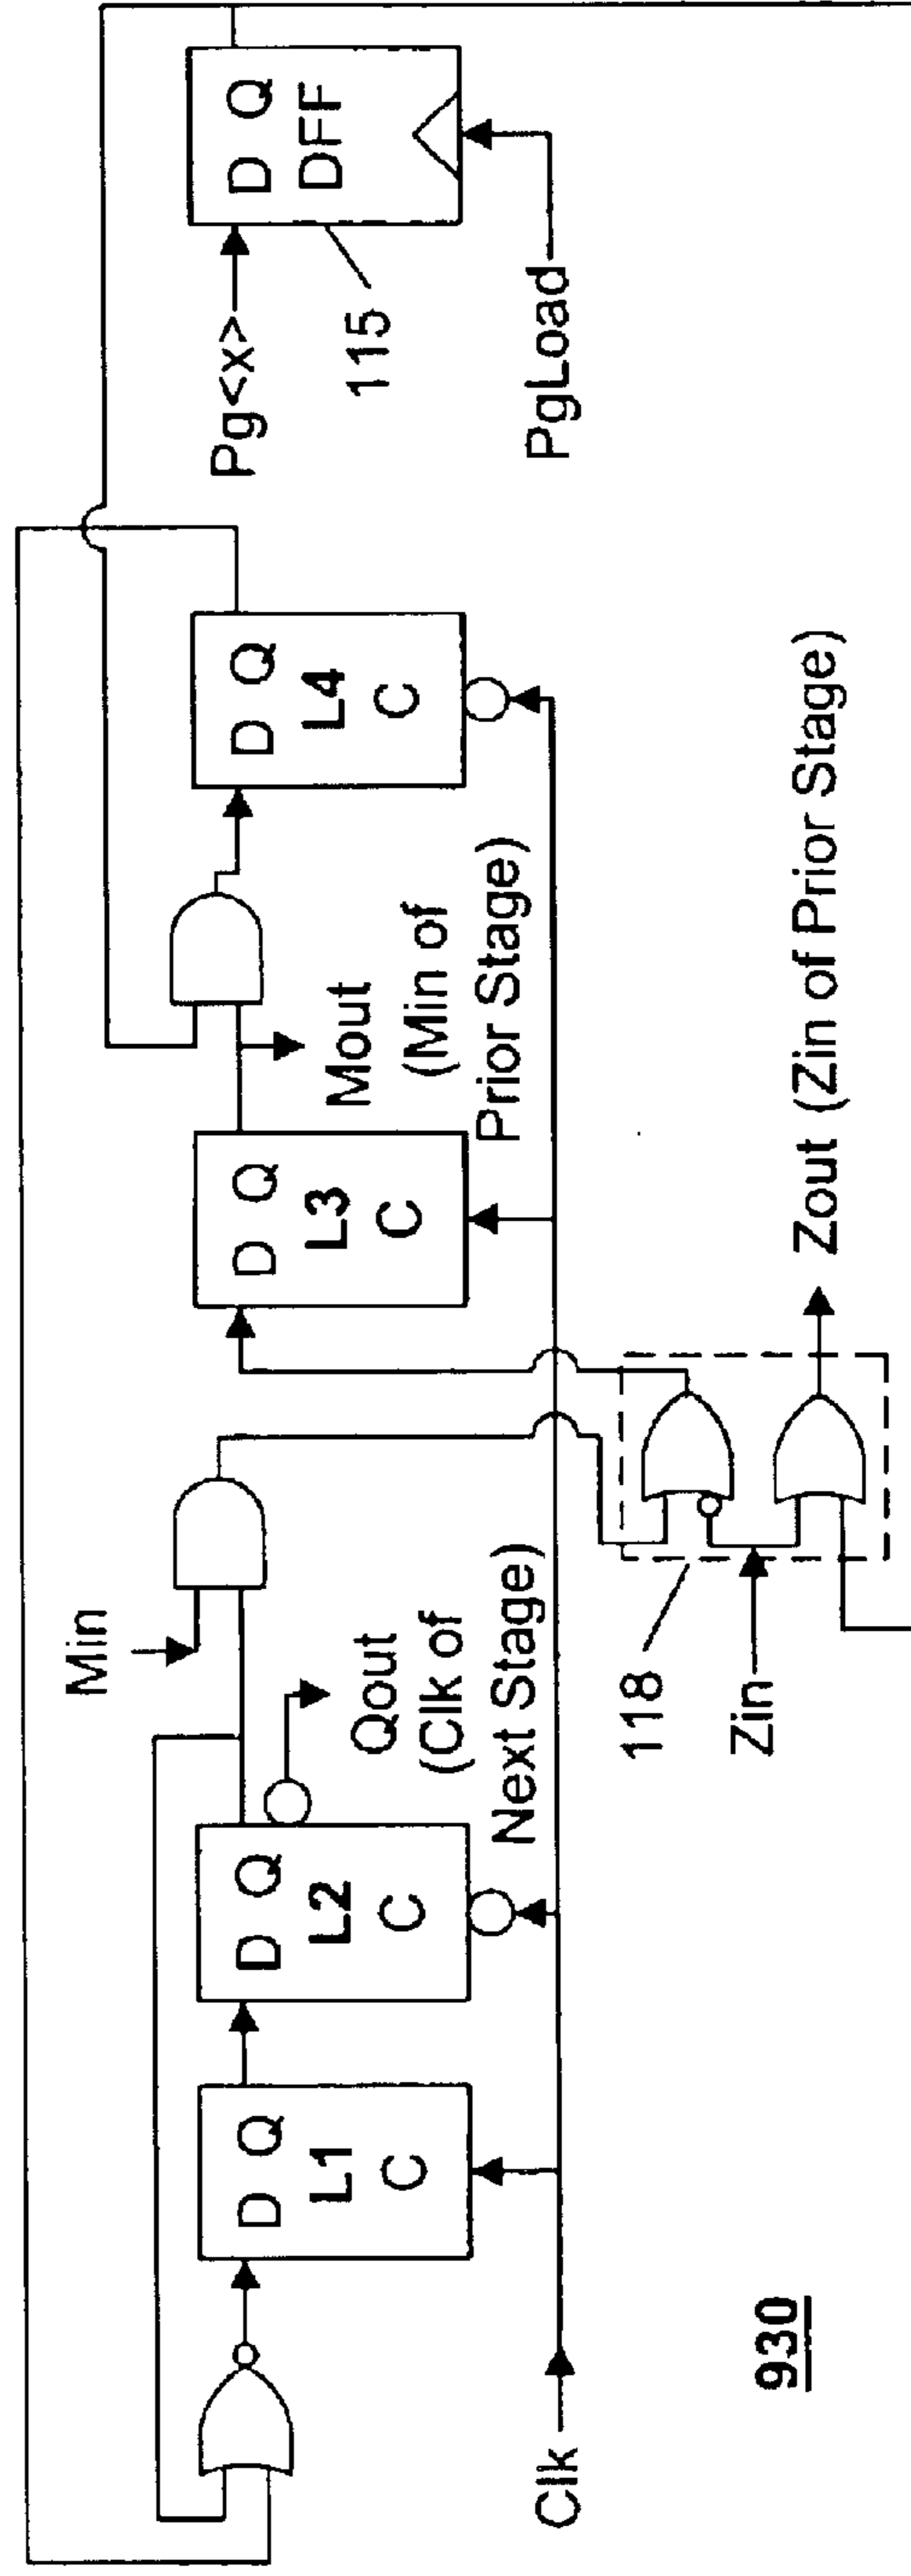 D Q
L1
C
D Q
L2
C
Qout
(Clk of
Next Stage)
Min
D Q
L3
C
Mout
(Min of
Prior Stage)
D Q
L4
C
Pg<x>
D Q
DFF
115
PgLoad
Clk
118
Zin
Zout (Zin of Prior Stage)
930